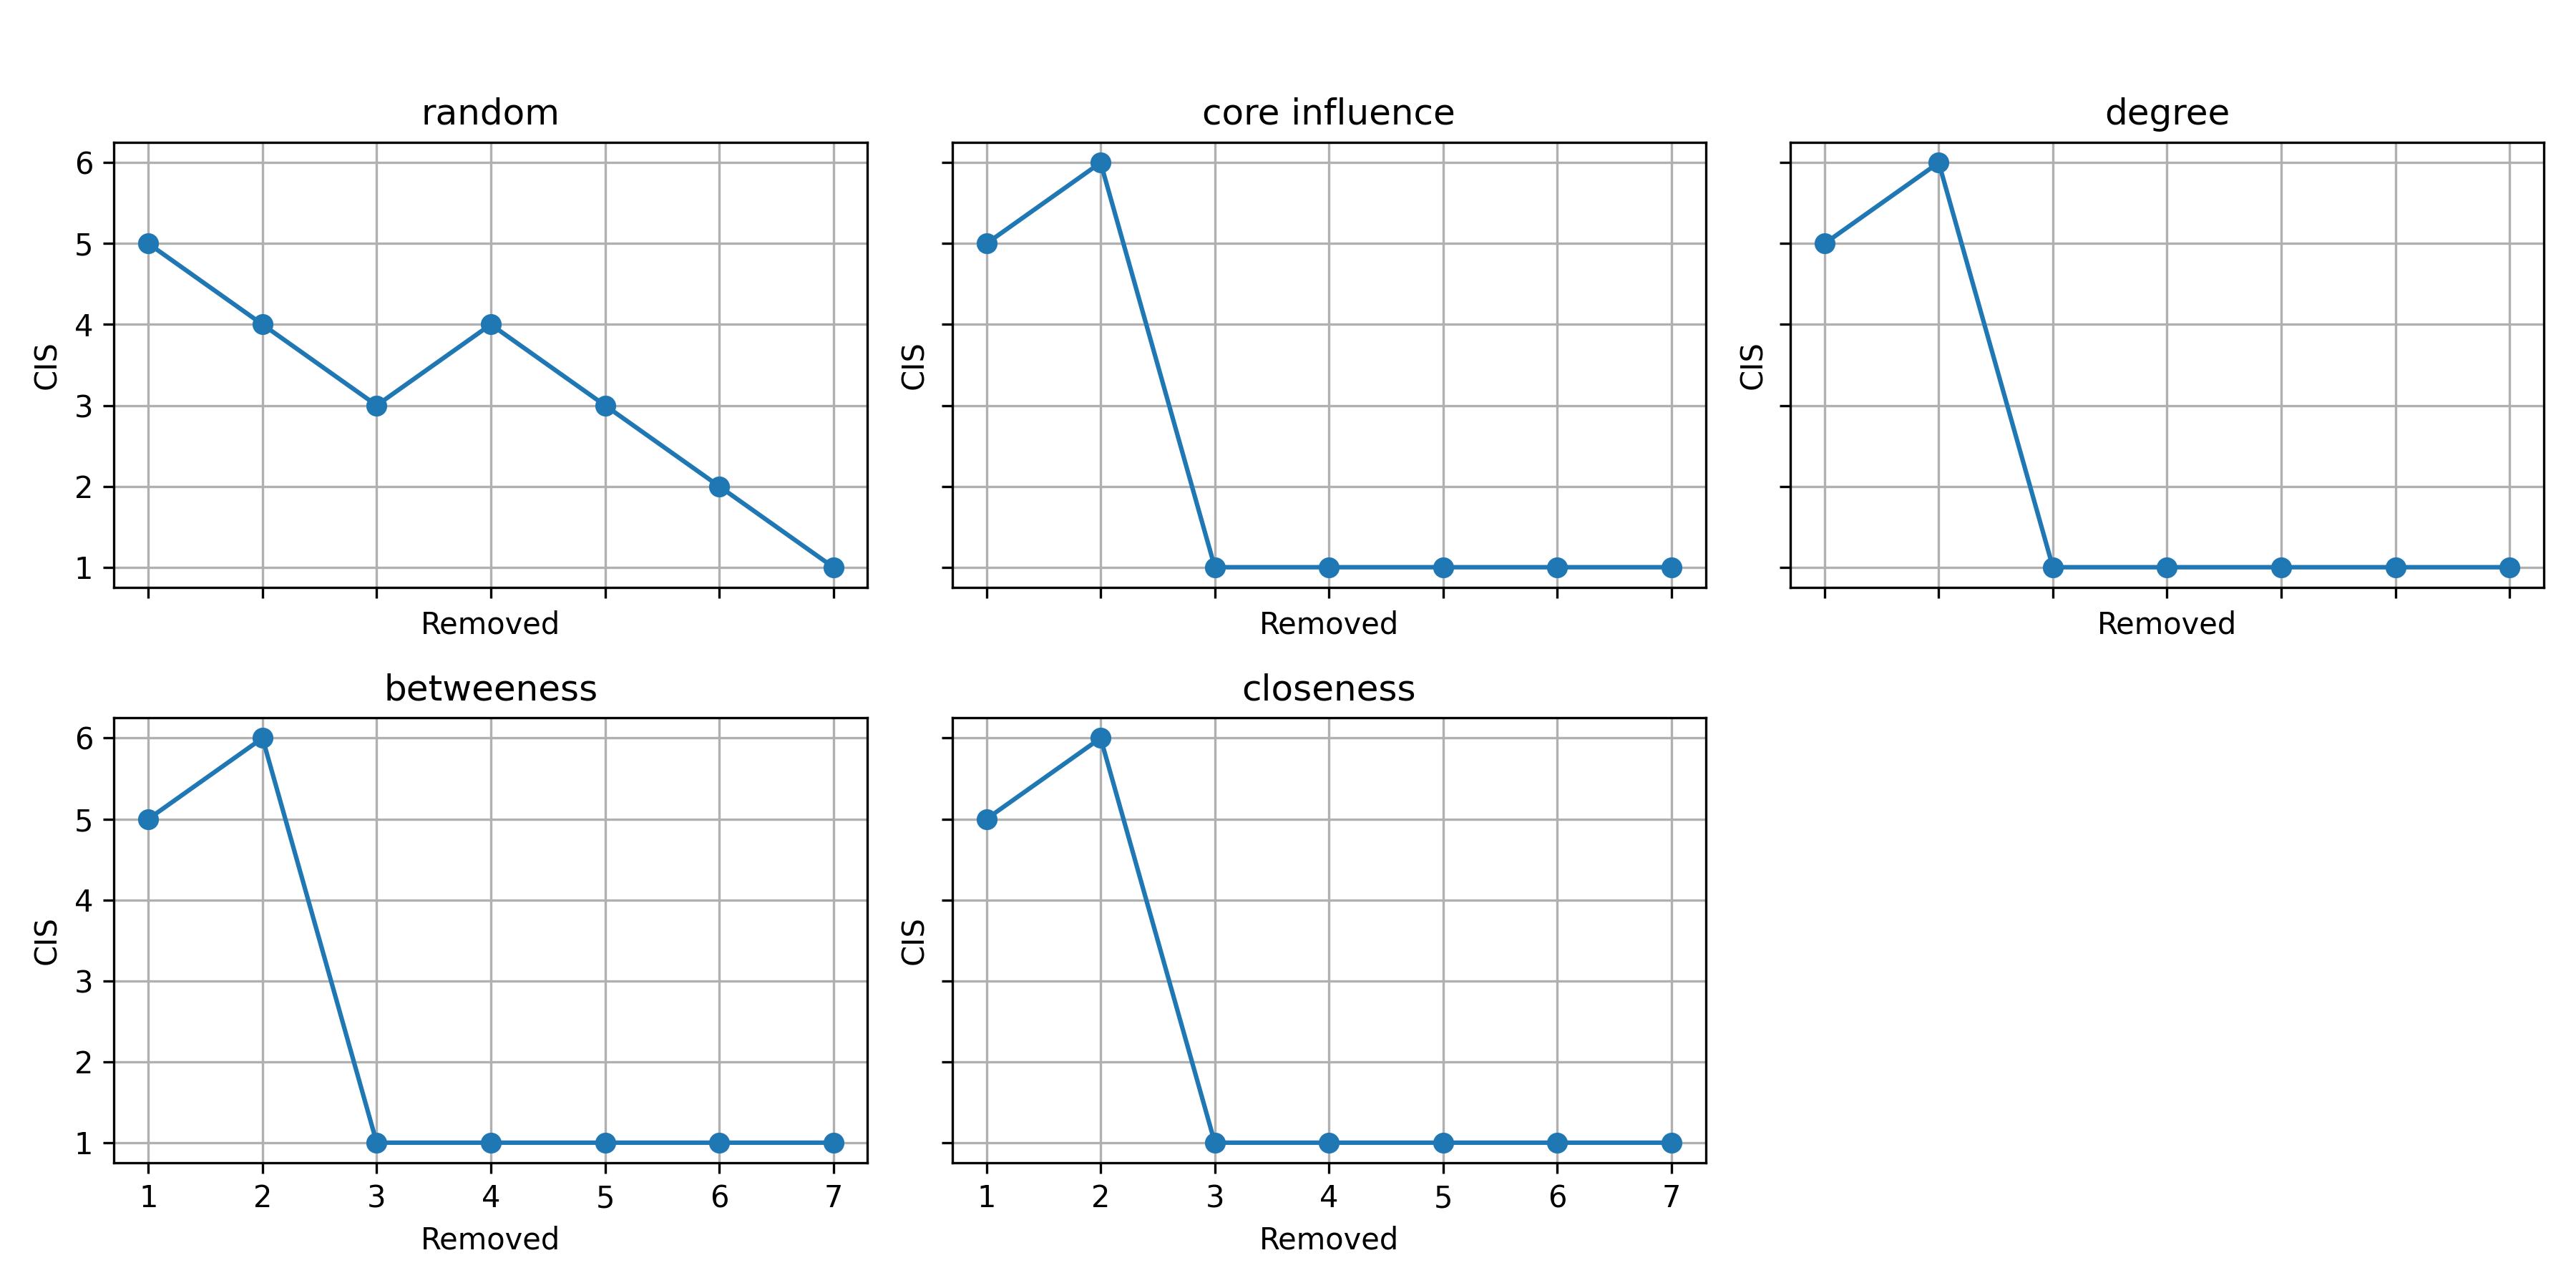 random
core influence
degree
6
5
4
3
2
1
CIS
CIS
CIS
Removed
Removed
Removed
betweeness
closeness
6
5
4
3
2
1
CIS
CIS
1 2 3 4 5 6 7
1 2 3 4 5 6 7
Removed
Removed